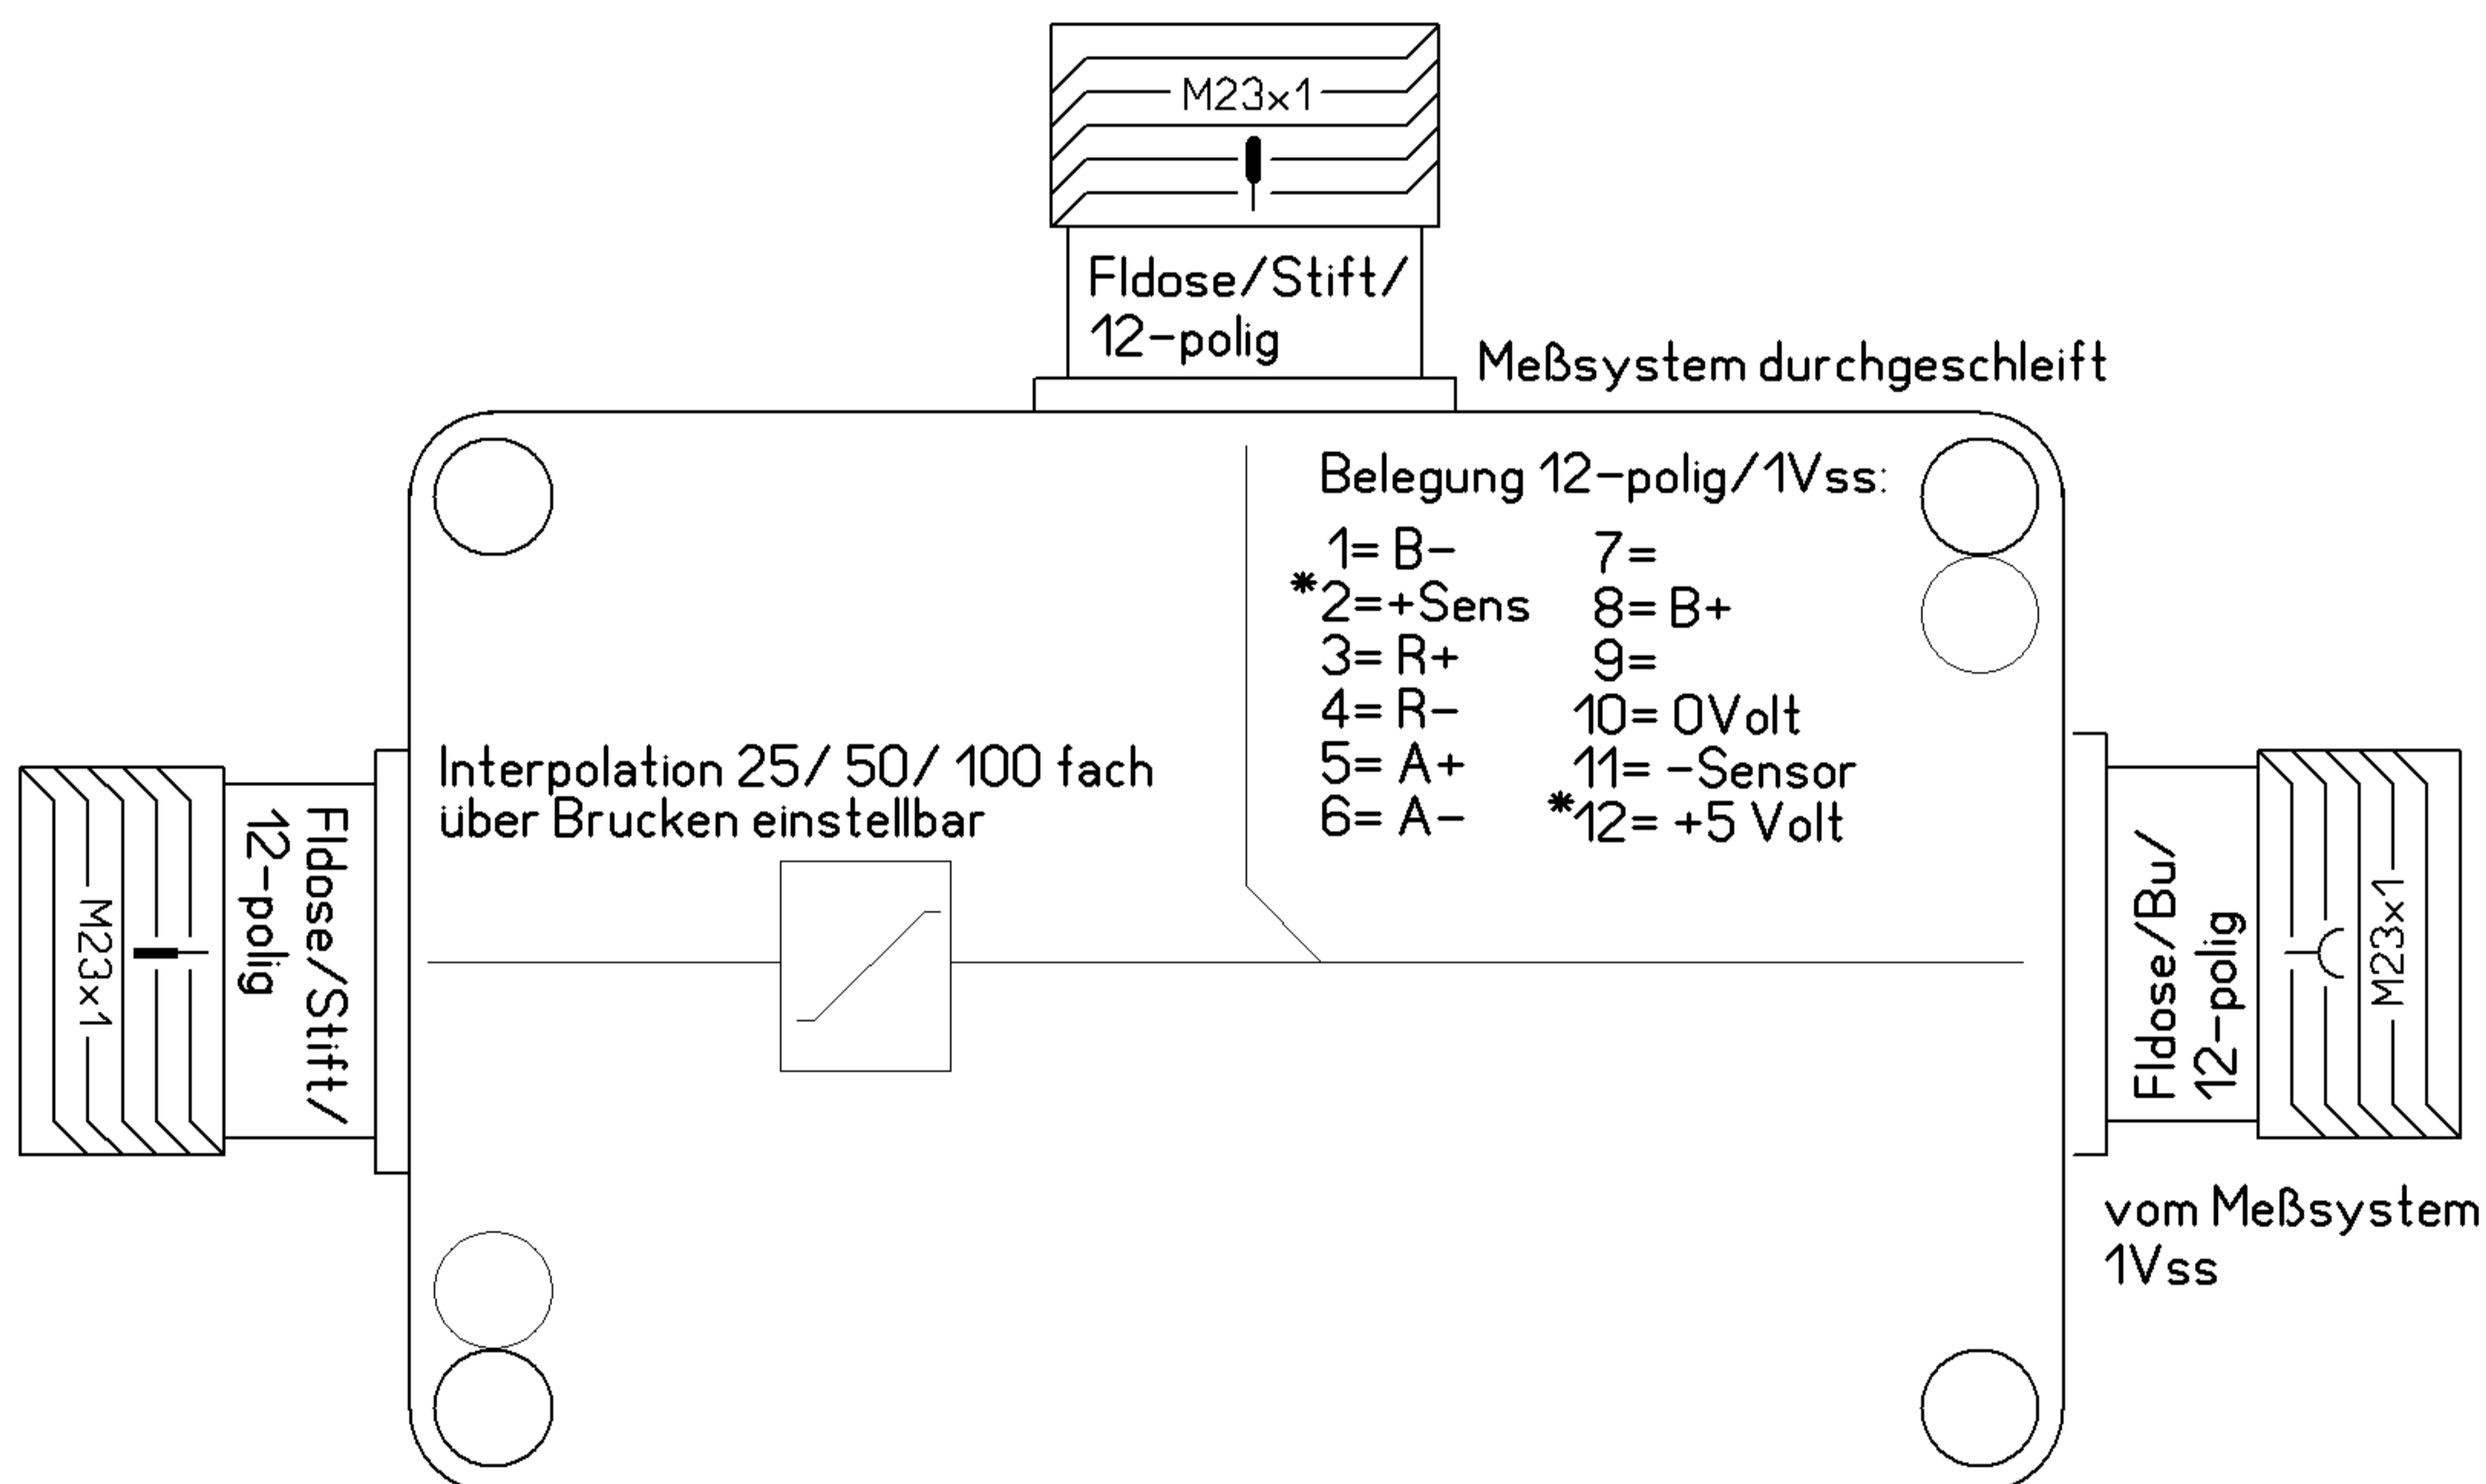 M23x1
Fldose/Stift/
12-polig
Meßsystem durchgeschleift
Belegung 12-polig/1Vss:
1= B- 7=
*2=+Sens 8= B+
3= R+ 9=
4= R- 10= 0Volt
5= A+ 11= -Sensor
6= A- *12= +5 Volt
Interpolation 25/ 50/ 100 fach
über Brucken einstellbar
M23x1
Fldose/Stift/
12-polig
Fldose/Bu/
12-polig
M23x1
vom Meßsystem
1Vss